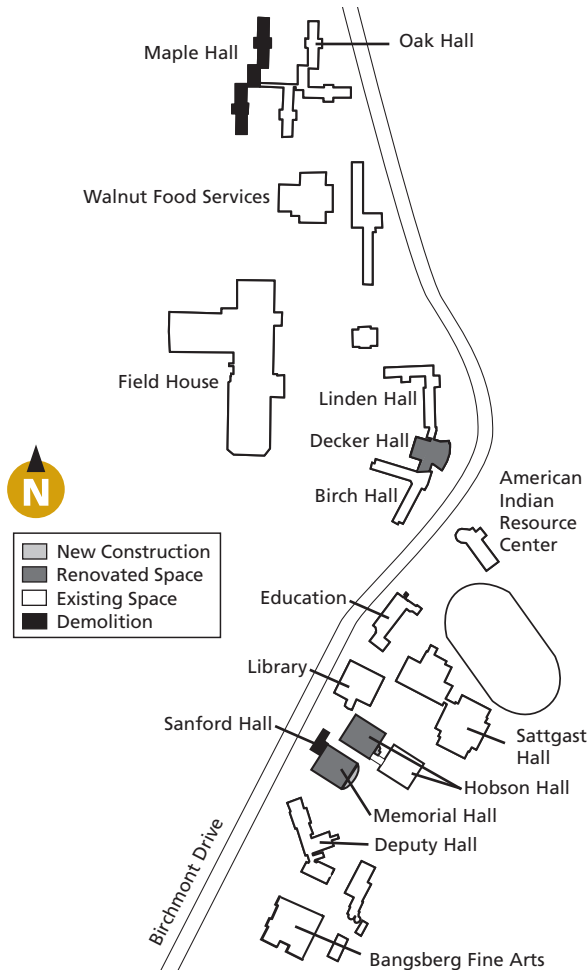 Oak Hall
Maple Hall
Walnut Food Services
Field House
Linden Hall
Decker Hall
Birch Hall
American
Indian
Resource
Center
N
New Construction
Renovated Space
Existing Space
Demolition
Education
Library
Sanford Hall
Sattgast
Hall
Hobson Hall
Memorial Hall
Deputy Hall
Birchmont Drive
Bangsberg Fine Arts